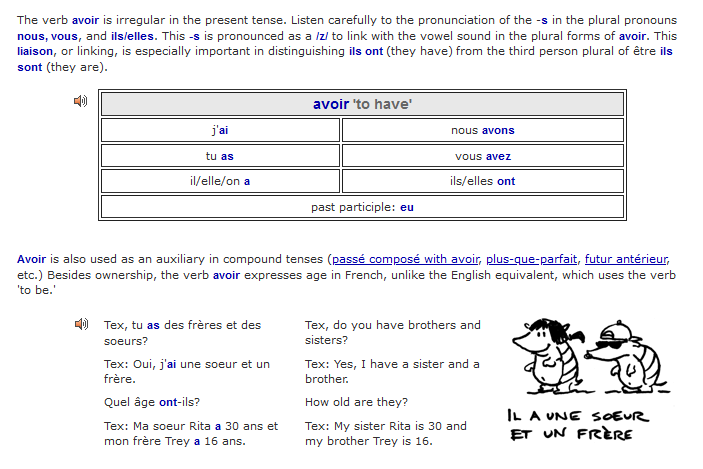 The verb avoir is irregular in the present tense. Listen carefully to the pronunciation of the -s in the plural pronouns
nous, vous, and ils/elles. This -s is pronounced as a /z/ to link with the vowel sound in the plural forms of avoir. This
liaison, or linking, is especially important in distinguishing ils ont (they have) from the third person plural of être ils
sont (they are).
avoir 'to have'
j'ai nous avons
tu as vous avez
il/elle/on a ils/elles ont
past participle: eu
Avoir is also used as an auxiliary in compound tenses (passé composé with avoir, plus-que-parfait, futur antérieur,
etc.) Besides ownership, the verb avoir expresses age in French, unlike the English equivalent, which uses the verb
'to be.'
Tex, tu as des frères et des
soeurs?
Tex, do you have brothers and
sisters?
Tex: Oui, j'ai une soeur et un
frère.
Tex: Yes, I have a sister and a
brother.
Quel âge ont-ils?
How old are they?
Tex: Ma soeur Rita a 30 ans et
mon frère Trey a 16 ans.
Tex: My sister Rita is 30 and
my brother Trey is 16.
IL A UNE SOEUR
ET UN FRÈRE